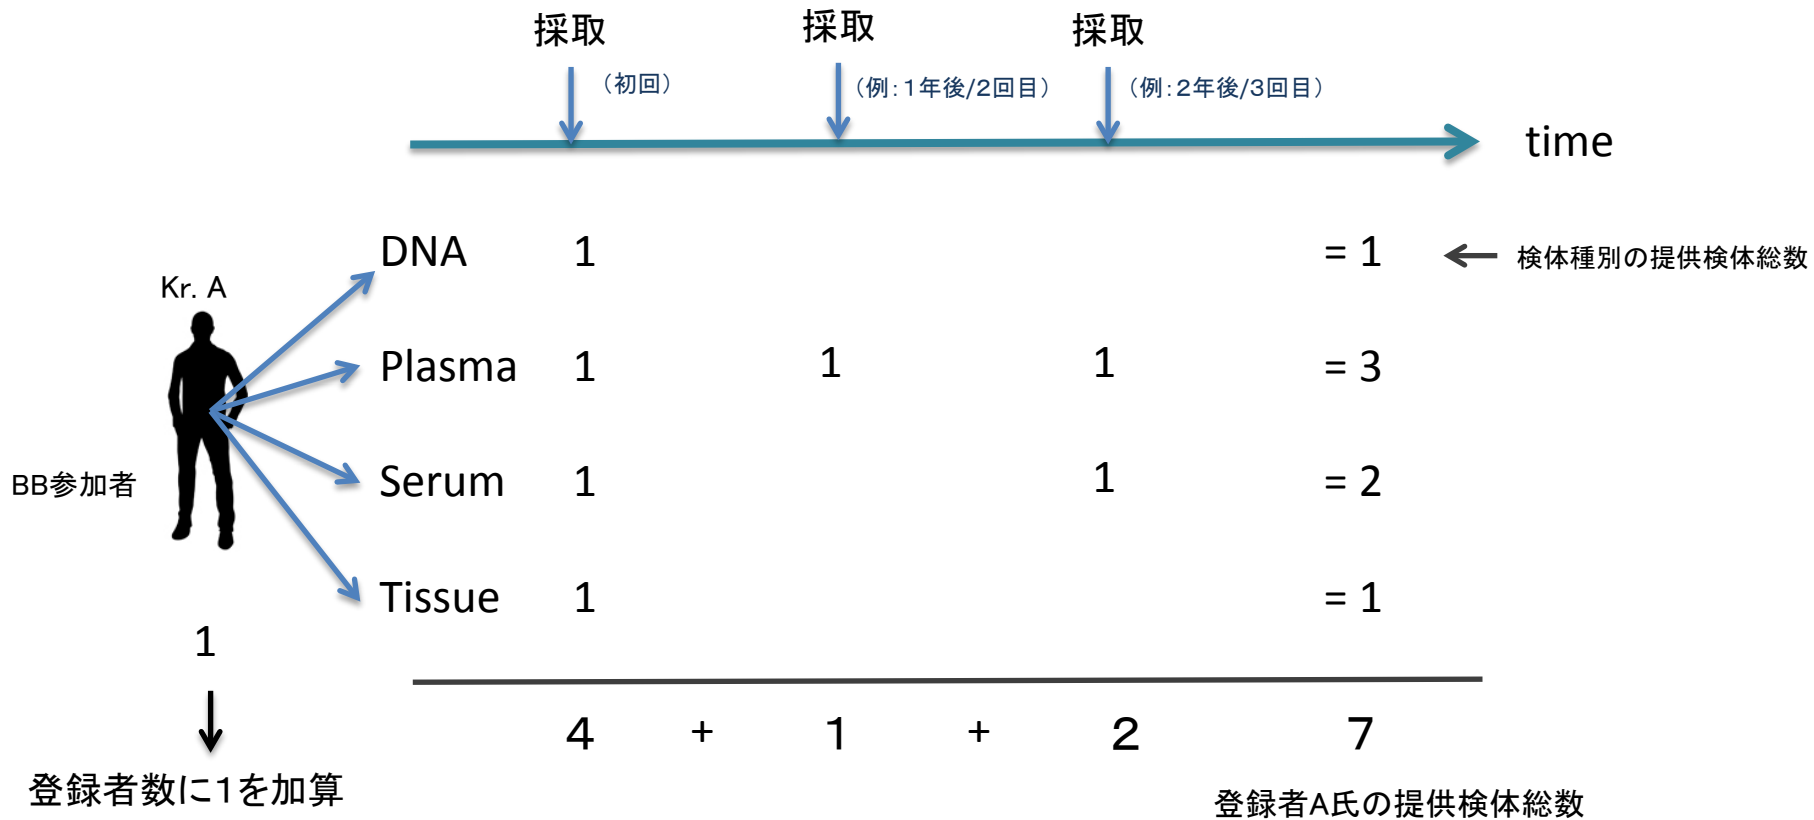 採取 採取 採取
（初回） （例：1年後/2回目） （例：2年後/3回目）
time
DNA 1 = 1 検体種別の提供検体総数
Kr. A
Plasma 1 1 1 = 3
BB参加者
Serum 1 1 = 2
Tissue 1 = 1
1
4 + 1 + 2 7
登録者数に1を加算
登録者A氏の提供検体総数